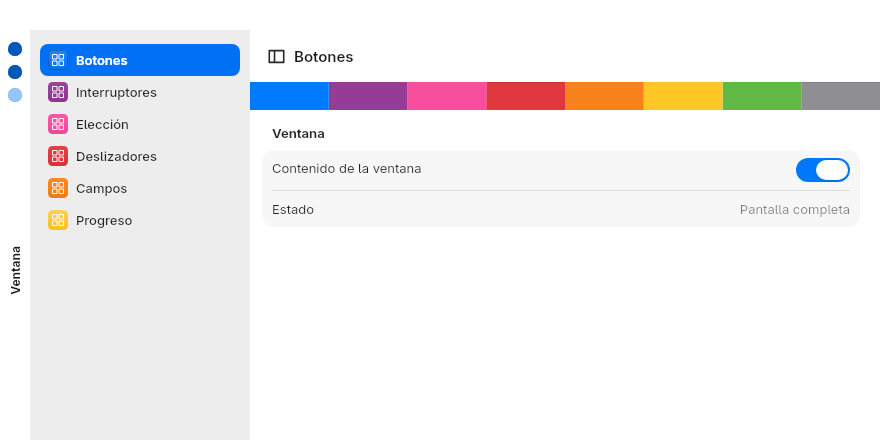 Ventana
Botones
Interruptores
Elección
Deslizadores
Campos
Progreso
Botones
Ventana
Contenido de la ventana
Estado
Pantalla completa